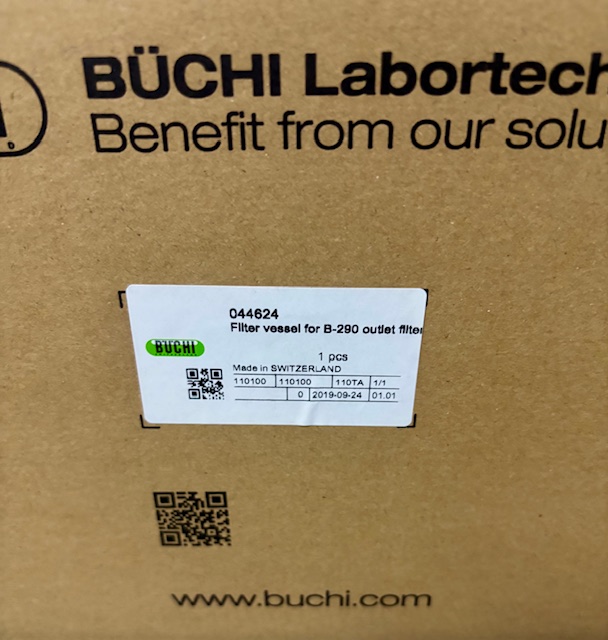 BÜCHI Labortech
Benefit from our solu
044624
Filter vessel for B-290 outlet filter
BUCHI
1 pcs
Made in SWITZERLAND
110100 110100 110TA 1/1
0 2019-09-24 01.01
www.buchi.com